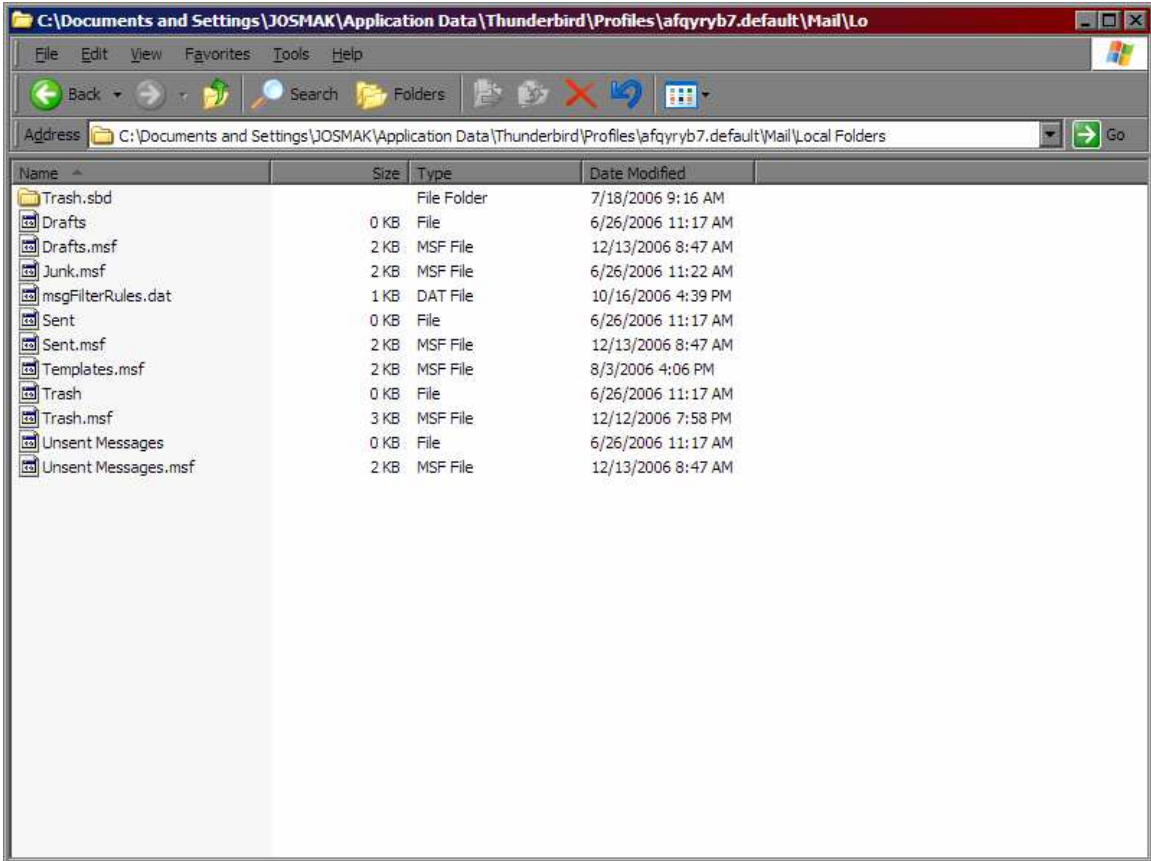 C:\Documents and Settings\JOSMAK\Application Data\Thunderbird\Profiles\afqyryb7.default\Mail\Lo
File Edit View Favorites Tools Help
Back Search Folders
Address C:\Documents and Settings\JOSMAK\Application Data\Thunderbird\Profiles\afqyryb7.default\Mail\Local Folders Go
Name Size Type Date Modified
Trash.sbd File Folder 7/18/2006 9:16 AM
Drafts 0 KB File 6/26/2006 11:17 AM
Drafts.msf 2 KB MSF File 12/13/2006 8:47 AM
Junk.msf 2 KB MSF File 6/26/2006 11:22 AM
msgFilterRules.dat 1 KB DAT File 10/16/2006 4:39 PM
Sent 0 KB File 6/26/2006 11:17 AM
Sent.msf 2 KB MSF File 12/13/2006 8:47 AM
Templates.msf 2 KB MSF File 8/3/2006 4:06 PM
Trash 0 KB File 6/26/2006 11:17 AM
Trash.msf 3 KB MSF File 12/12/2006 7:58 PM
Unsent Messages 0 KB File 6/26/2006 11:17 AM
Unsent Messages.msf 2 KB MSF File 12/13/2006 8:47 AM